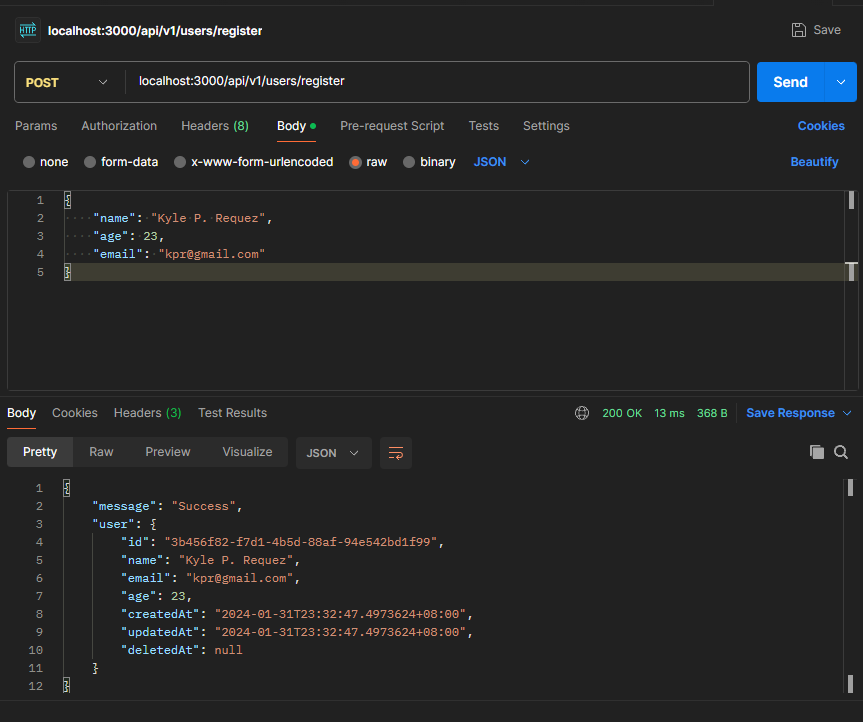 HTTP localhost:3000/api/v1/users/register Save
POST localhost:3000/api/v1/users/register Send
Params Authorization Headers (8) Body Pre-request Script Tests Settings Cookies
none form-data x-www-form-urlencoded raw binary JSON Beautify
1 {
2 "name": "Kyle P. Requez",
3 "age": 23,
4 "email": "kpr@gmail.com"
5 }
Body Cookies Headers (3) Test Results 200 OK 13 ms 368 B Save Response
Pretty Raw Preview Visualize JSON
1 {
2 "message": "Success",
3 "user": {
4 "id": "3b456f82-f7d1-4b5d-88af-94e542bd1f99",
5 "name": "Kyle P. Requez",
6 "email": "kpr@gmail.com",
7 "age": 23,
8 "createdAt": "2024-01-31T23:32:47.4973624+08:00",
9 "updatedAt": "2024-01-31T23:32:47.4973624+08:00",
10 "deletedAt": null
11 }
12 }